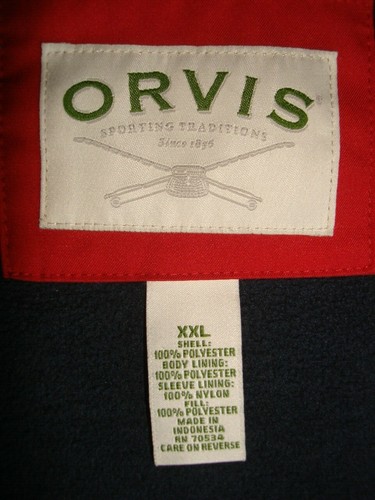 ORVIS
SPORTING TRADITIONS
Since 1856
XXL
SHELL:
100% POLYESTER
BODY LINING:
100% POLYESTER
SLEEVE LINING:
100% NYLON
FILL:
100% POLYESTER
MADE IN
INDONESIA
RN 70534
CARE ON REVERSE